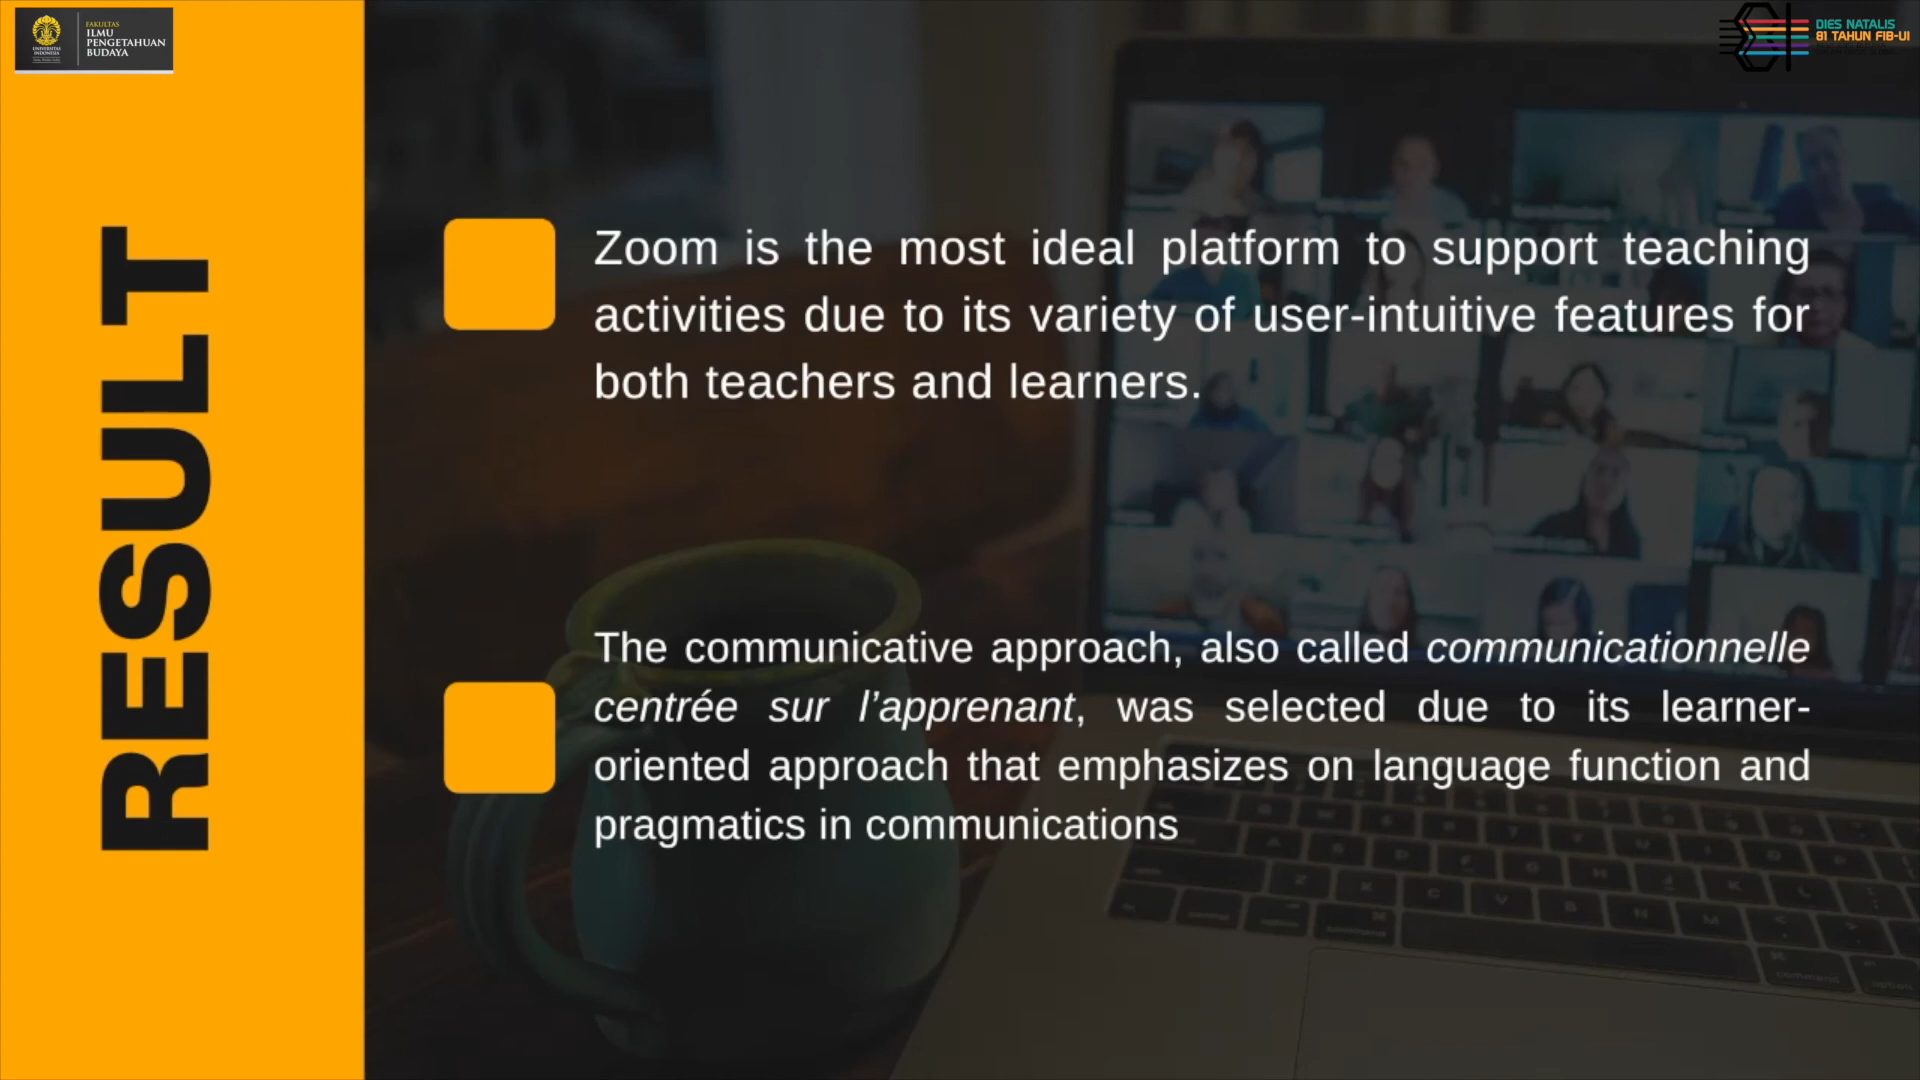 FAKULTAS
ILMU
PENGETAHUAN
BUDAYA
UNIVERSITAS
INDONESIA
DIES NATALIS
81 TAHUN FIB-UI
RESULT
Zoom is the most ideal platform to support teaching
activities due to its variety of user-intuitive features for
both teachers and learners.
The communicative approach, also called communicationnelle
centrée sur l’apprenant, was selected due to its learner-
oriented approach that emphasizes on language function and
pragmatics in communications